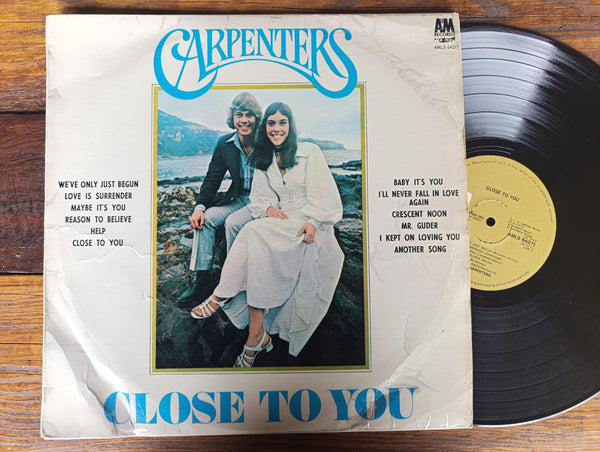 CARPENTERS
AM
RECORDS
AMLS 64271
WE'VE ONLY JUST BEGUN
LOVE IS SURRENDER
MAYBE IT'S YOU
REASON TO BELIEVE
HELP
CLOSE TO YOU
BABY IT'S YOU
I'LL NEVER FALL IN LOVE
AGAIN
CRESCENT NOON
MR. GUDER
I KEPT ON LOVING YOU
ANOTHER SONG
CLOSE TO YOU
CLOSE TO YOU
AMLS 64271
CARPENTERS